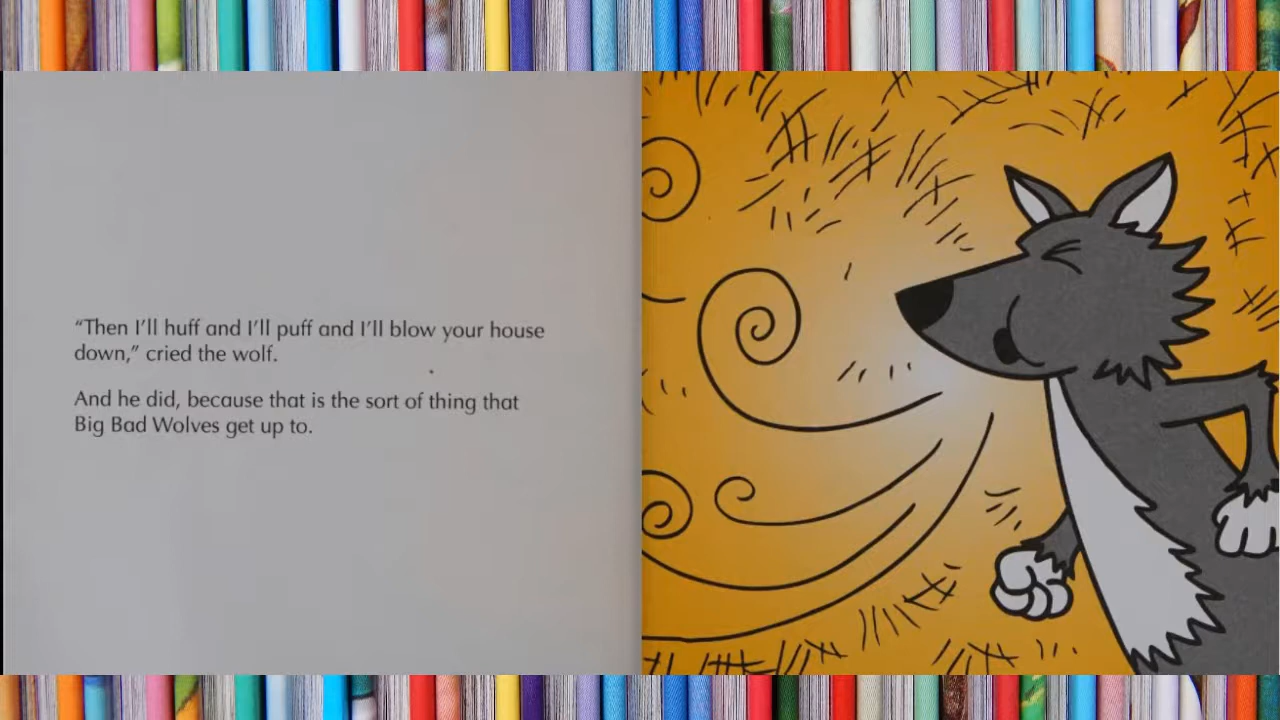 “Then I’ll huff and I’ll puff and I’ll blow your house
down,” cried the wolf.
And he did, because that is the sort of thing that
Big Bad Wolves get up to.